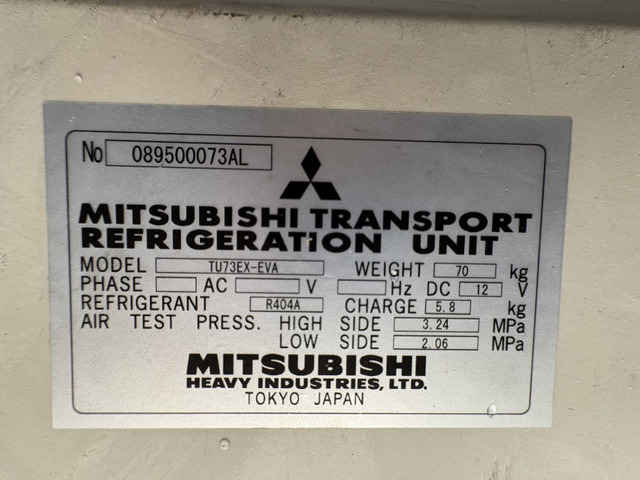 No 089500073AL
MITSUBISHI TRANSPORT
REFRIGERATION UNIT
MODEL TU73EX-EVA WEIGHT 70 kg
PHASE AC V Hz DC 12 V
REFRIGERANT R404A CHARGE 5.8 kg
AIR TEST PRESS. HIGH SIDE 3.24 MPa
LOW SIDE 2.06 MPa
MITSUBISHI
HEAVY INDUSTRIES, LTD.
TOKYO JAPAN